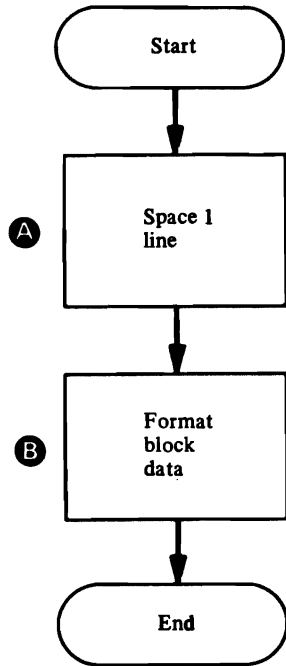 Start
A
Space 1
line
B
Format
block
data
End